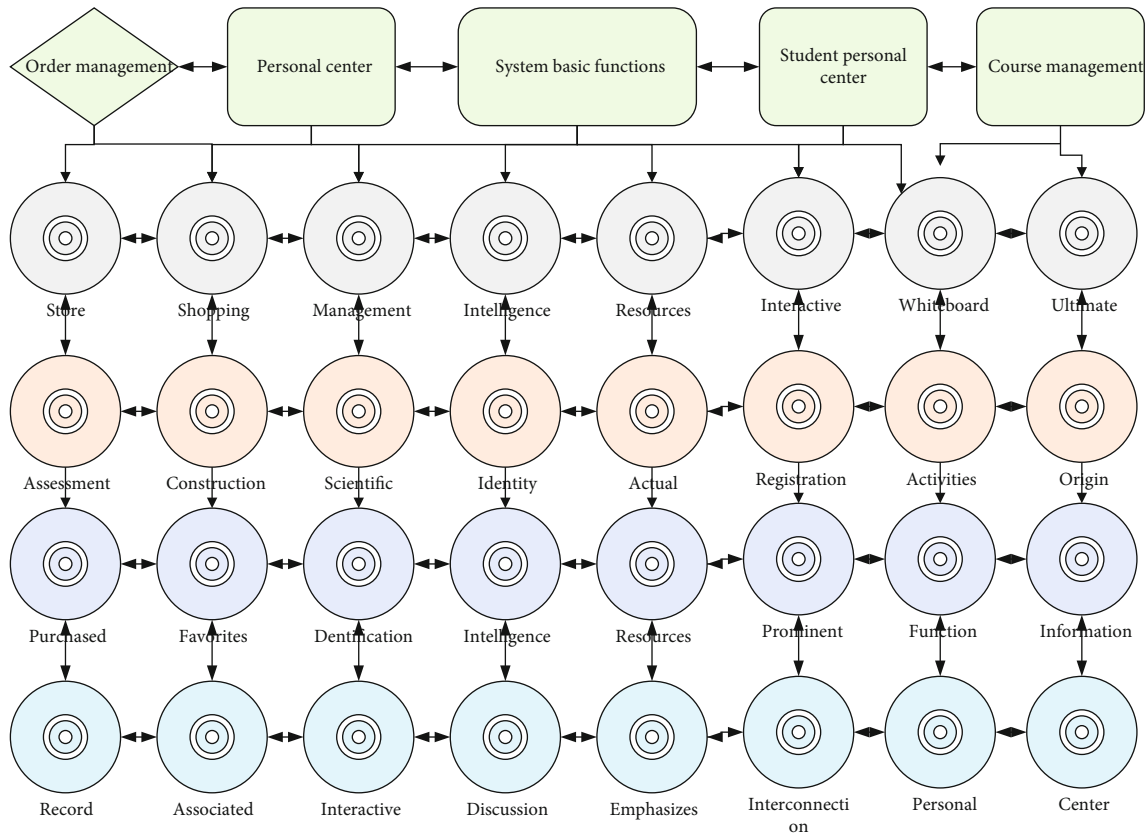 Order management
Personal center
System basic functions
Student personal
center
Course management
Store
Shopping
Management
Intelligence
Resources
Interactive
Whiteboard
Ultimate
Assessment
Construction
Scientific
Identity
Actual
Registration
Activities
Origin
Purchased
Favorites
Dentification
Intelligence
Resources
Prominent
Function
Information
Record
Associated
Interactive
Discussion
Emphasizes
Interconnecti
on
Personal
Center